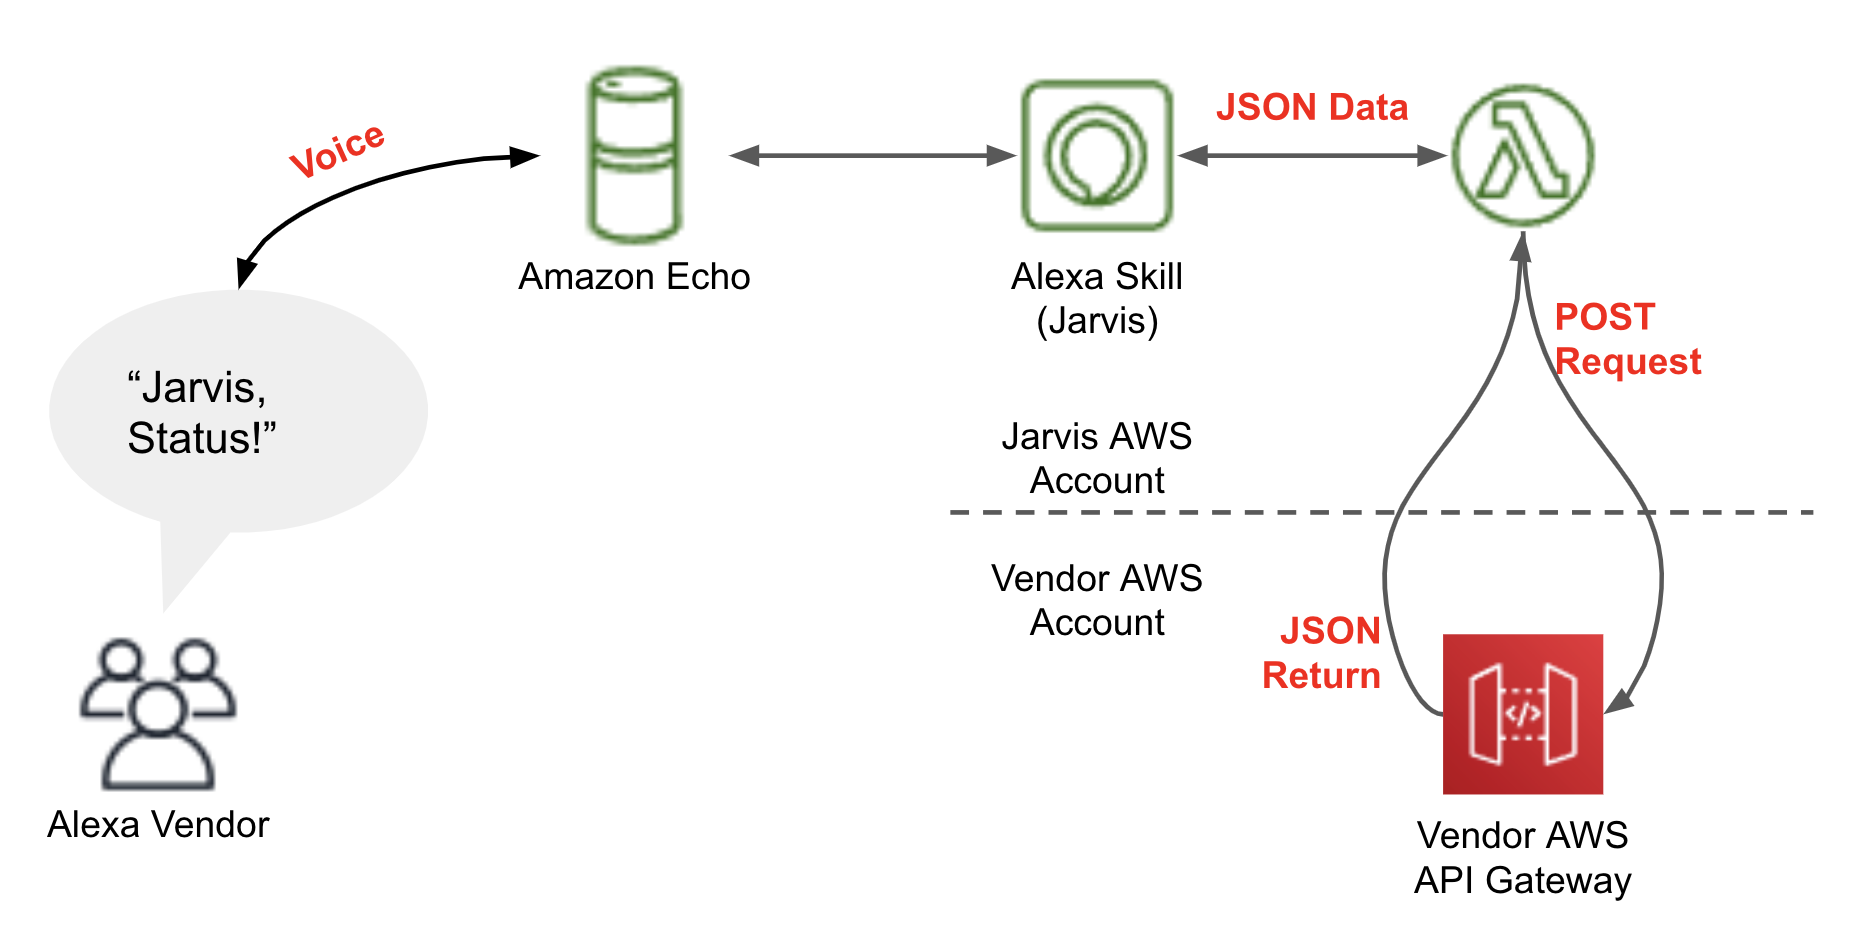 Voice
JSON Data
Amazon Echo
Alexa Skill
(Jarvis)
POST
Request
“Jarvis,
Status!”
Jarvis AWS
Account
Vendor AWS
Account
JSON
Return
</>
Alexa Vendor
Vendor AWS
API Gateway